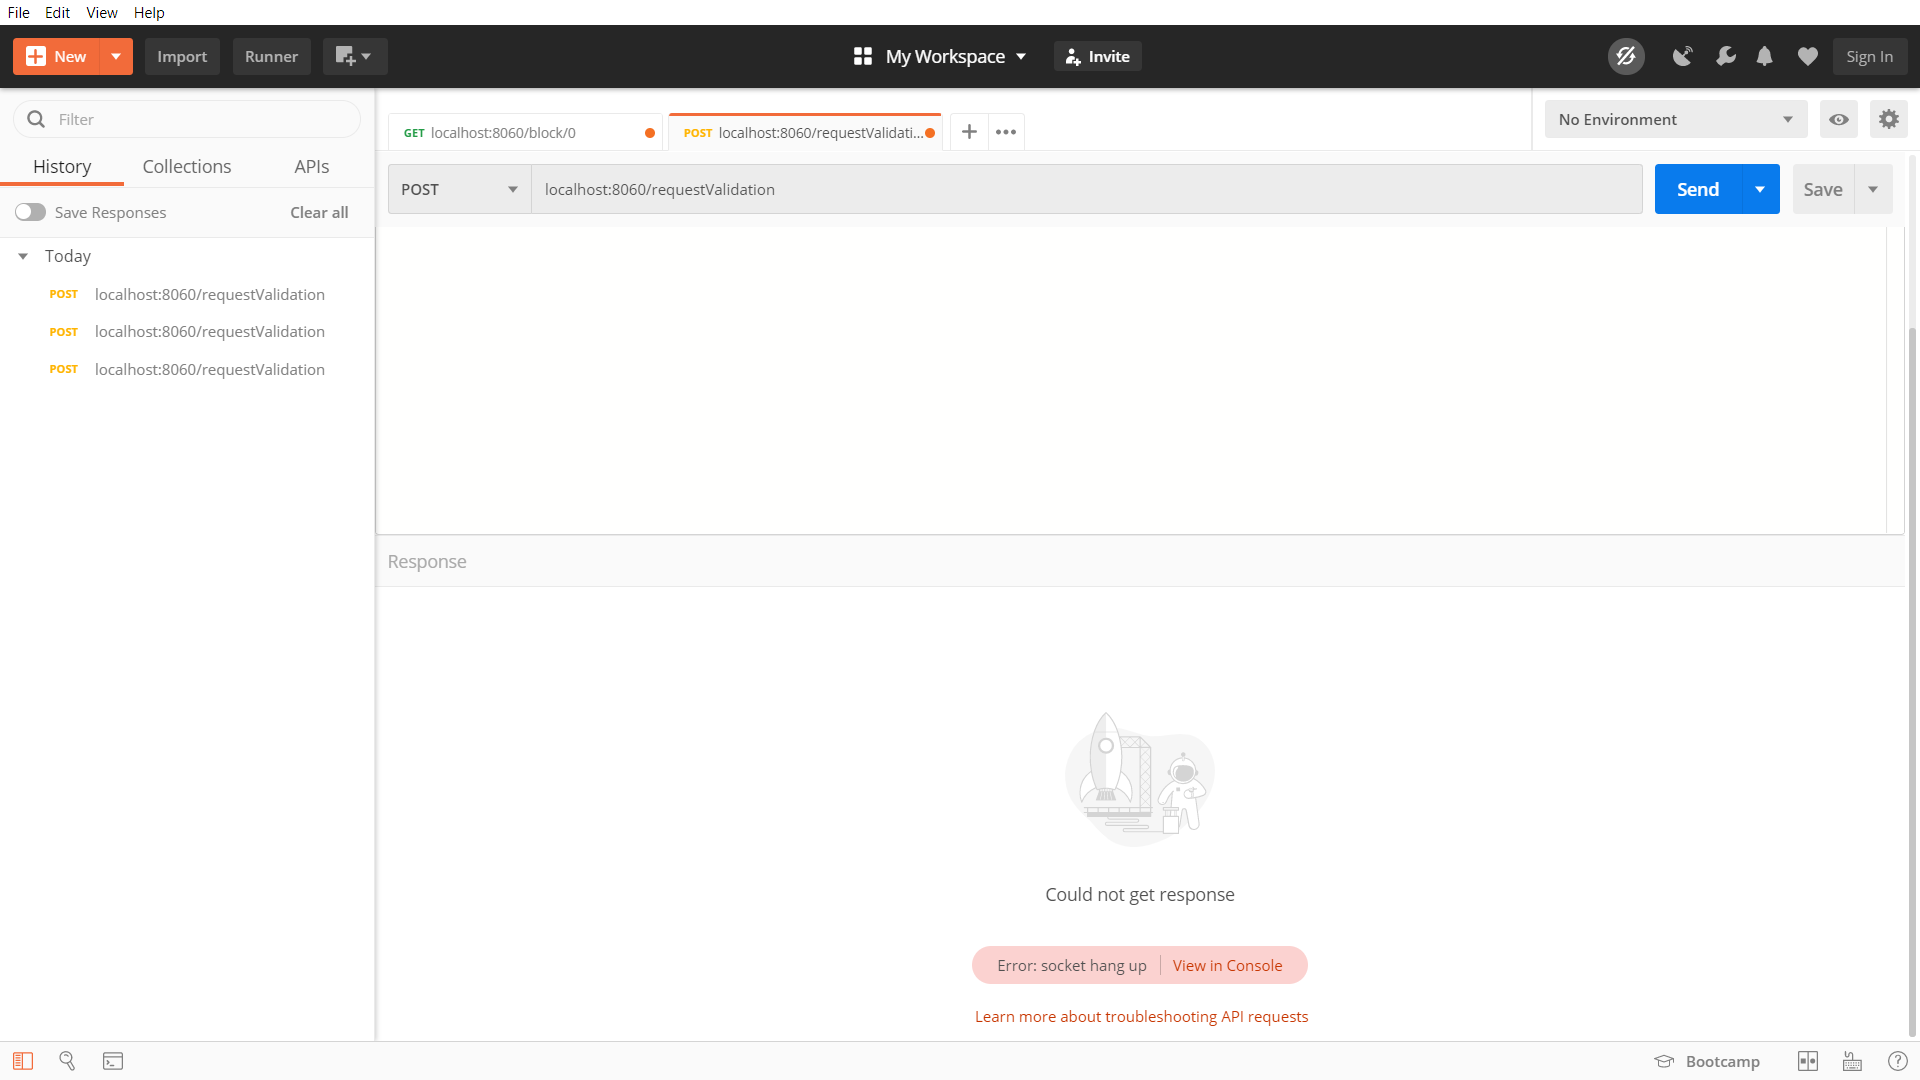 File Edit View Help
New Import Runner My Workspace Invite Sign In
Filter
History Collections APIs
Save Responses Clear all
Today
POST localhost:8060/requestValidation
POST localhost:8060/requestValidation
POST localhost:8060/requestValidation
GET localhost:8060/block/0 POST localhost:8060/requestValidati... No Environment
POST localhost:8060/requestValidation Send Save
Response
Could not get response
Error: socket hang up View in Console
Learn more about troubleshooting API requests
Bootcamp